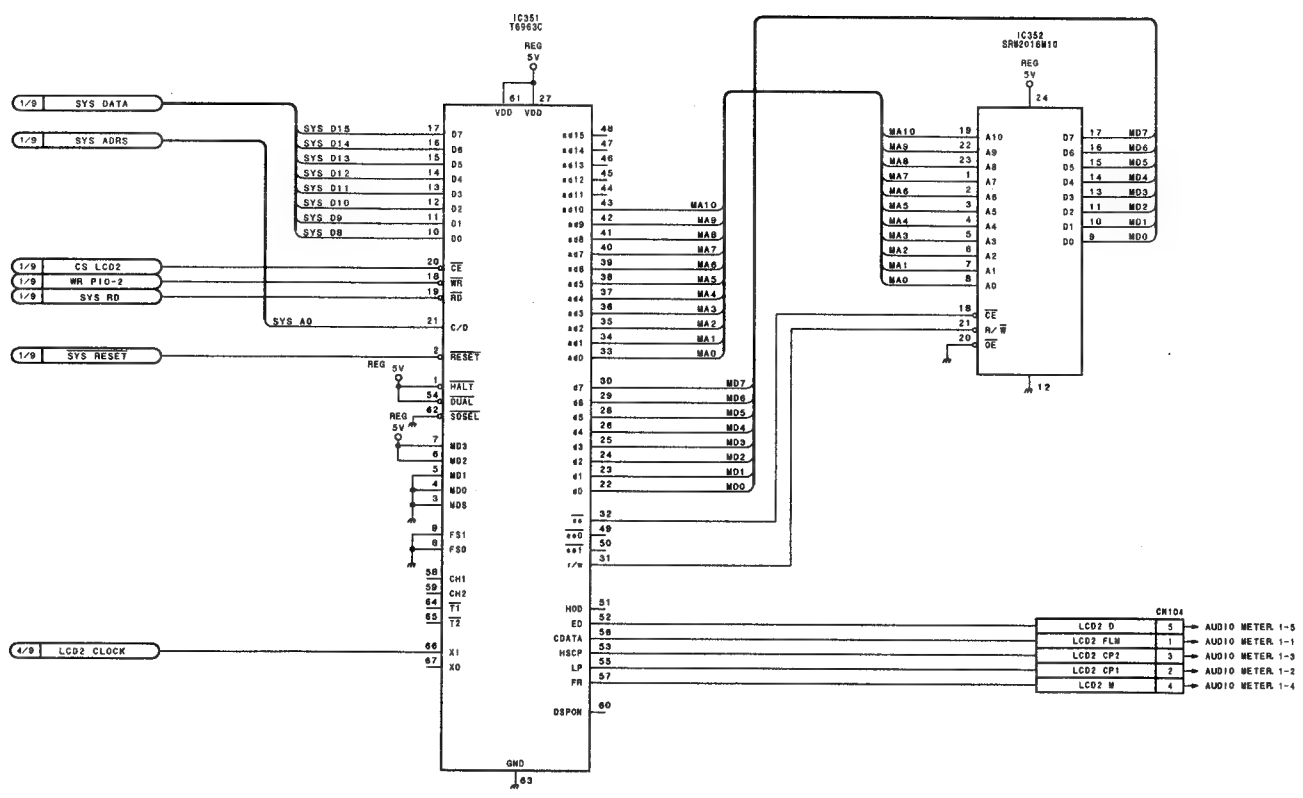 IC351
T6963C
REG
5V
61 27
VDD VDD
IC352
SRM2016M10
REG
5V
24
1/9 SYS DATA
1/9 SYS ADRS
1/9 CS LCD2
1/9 WR PIO-2
1/9 SYS RD
1/9 SYS RESET
4/9 LCD2 CLOCK
SYS D15 17 D7
SYS D14 16 D6
SYS D13 15 D5
SYS D12 14 D4
SYS D11 13 D3
SYS D10 12 D2
SYS D9 11 D1
SYS D8 10 D0
20 CE
18 WR
19 RD
SYS A0 21 C/D
2 RESET
REG 5V
1 HALT
54 DUAL
62 SDSEL
REG
5V
7 MD3
6 MD2
5 MD1
4 MD0
3 MDS
9 FS1
8 FS0
58 CH1
59 CH2
64 T1
65 T2
66 XI
67 XO
ad15 48
ad14 47
ad13 46
ad12 45
ad11 44
ad10 43 MA10
ad9 42 MA9
ad8 41 MA8
ad7 40 MA7
ad6 39 MA6
ad5 38 MA5
ad4 37 MA4
ad3 36 MA3
ad2 35 MA2
ad1 34 MA1
ad0 33 MA0
d7 30 MD7
d6 29 MD6
d5 28 MD5
d4 26 MD4
d3 25 MD3
d2 24 MD2
d1 23 MD1
d0 22 MD0
ce 32
ce0 49
ce1 50
r/w 31
HOD 51
ED 52
CDATA 56
HSCP 53
LP 55
FR 57
DSPON 60
GND
63
MA10 19 A10
MA9 22 A9
MA8 23 A8
MA7 1 A7
MA6 2 A6
MA5 3 A5
MA4 4 A4
MA3 5 A3
MA2 6 A2
MA1 7 A1
MA0 8 A0
18 CE
21 R/W
20 OE
D7 17 MD7
D6 16 MD6
D5 15 MD5
D4 14 MD4
D3 13 MD3
D2 11 MD2
D1 10 MD1
D0 9 MD0
12
CN104
LCD2 D 5 AUDIO METER 1-5
LCD2 FLM 1 AUDIO METER 1-1
LCD2 CP2 3 AUDIO METER 1-3
LCD2 CP1 2 AUDIO METER 1-2
LCD2 M 4 AUDIO METER 1-4